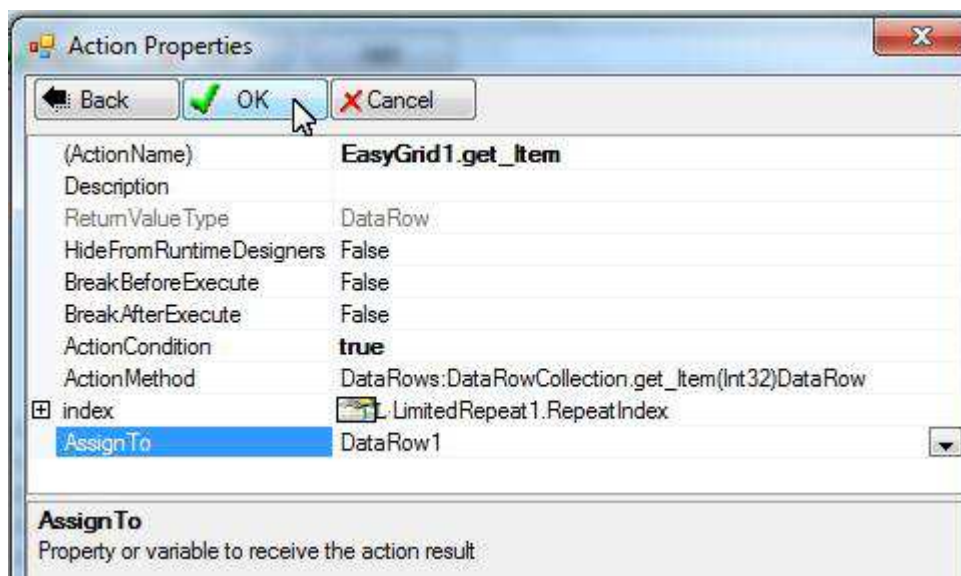 Action Properties
Back OK Cancel
(ActionName) EasyGrid1.get_Item
Description
ReturnValueType DataRow
HideFromRuntimeDesigners False
BreakBeforeExecute False
BreakAfterExecute False
ActionCondition true
ActionMethod DataRows:DataRowCollection.get_Item(Int32)DataRow
index LimitedRepeat1.RepeatIndex
AssignTo DataRow1
AssignTo
Property or variable to receive the action result